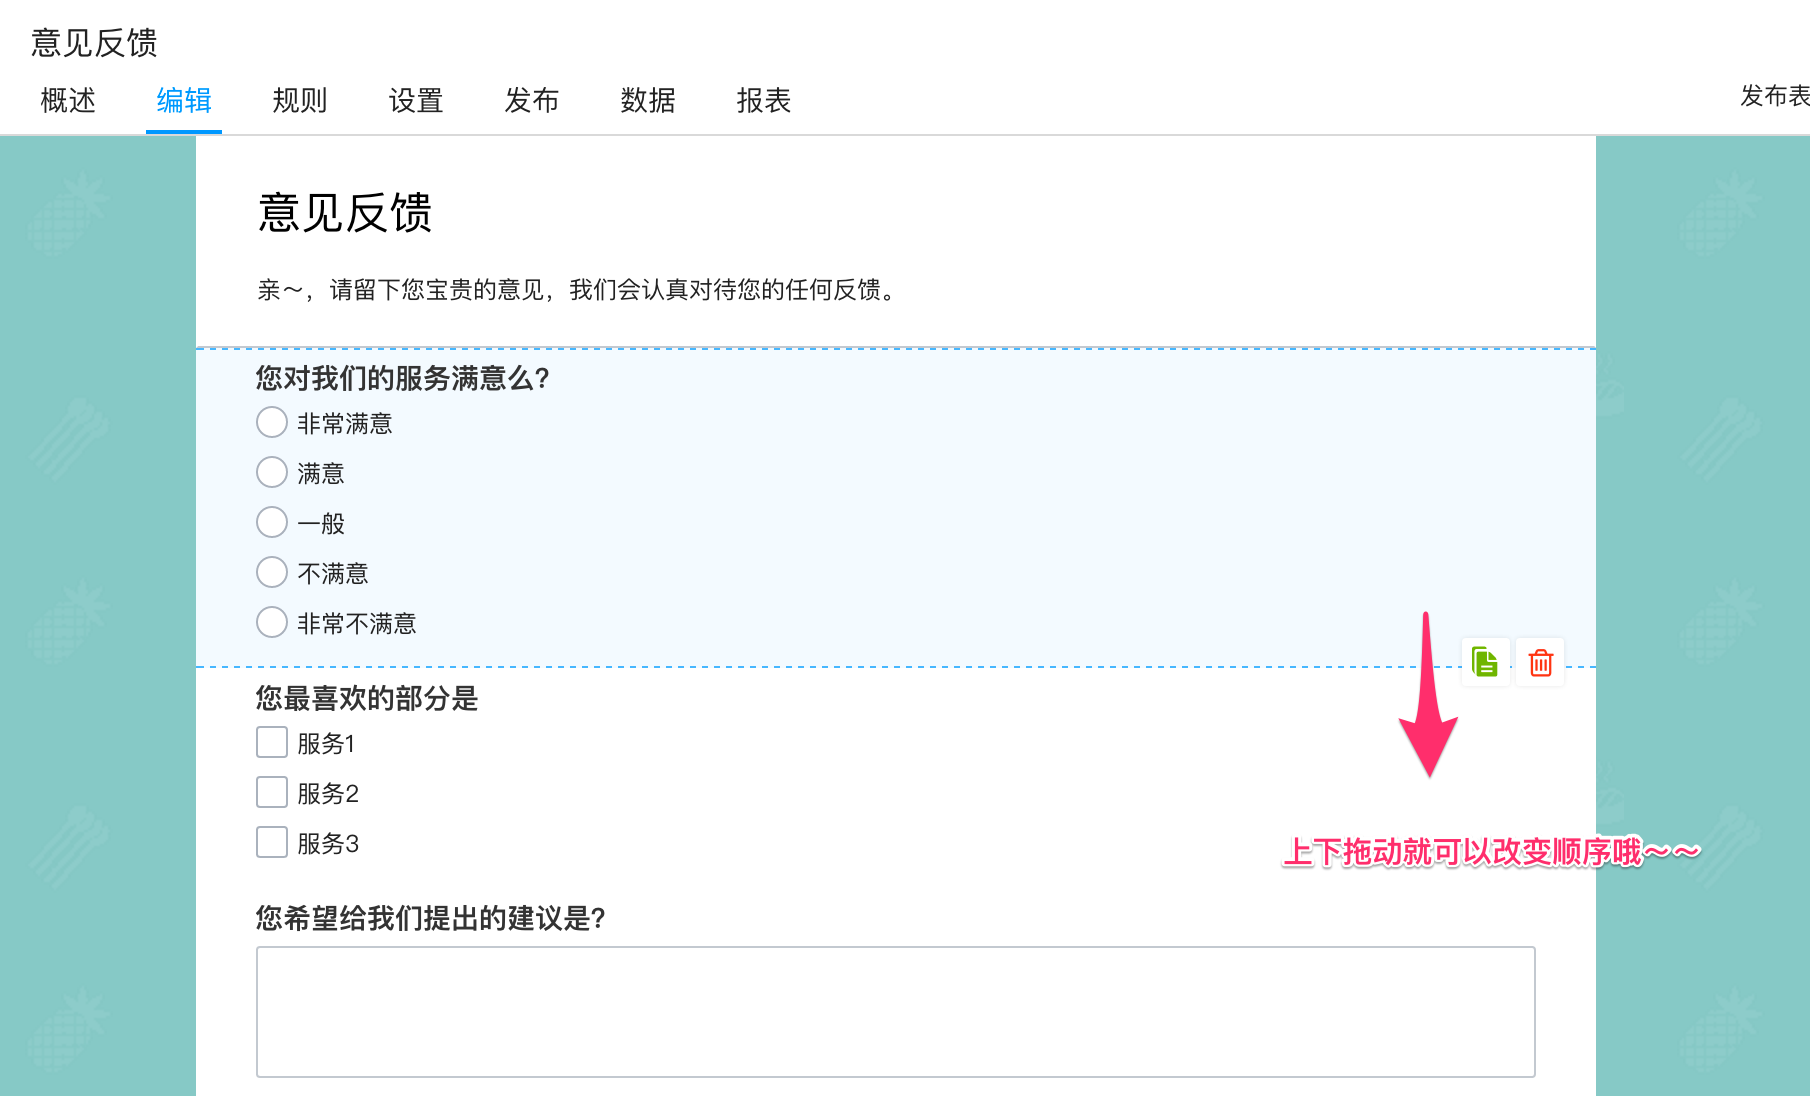 意见反馈
概述 编辑 规则 设置 发布 数据 报表 发布表
意见反馈
亲～，请留下您宝贵的意见，我们会认真对待您的任何反馈。
您对我们的服务满意么?
非常满意
满意
一般
不满意
非常不满意
您最喜欢的部分是
服务1
服务2
服务3
上下拖动就可以改变顺序哦～～
您希望给我们提出的建议是?